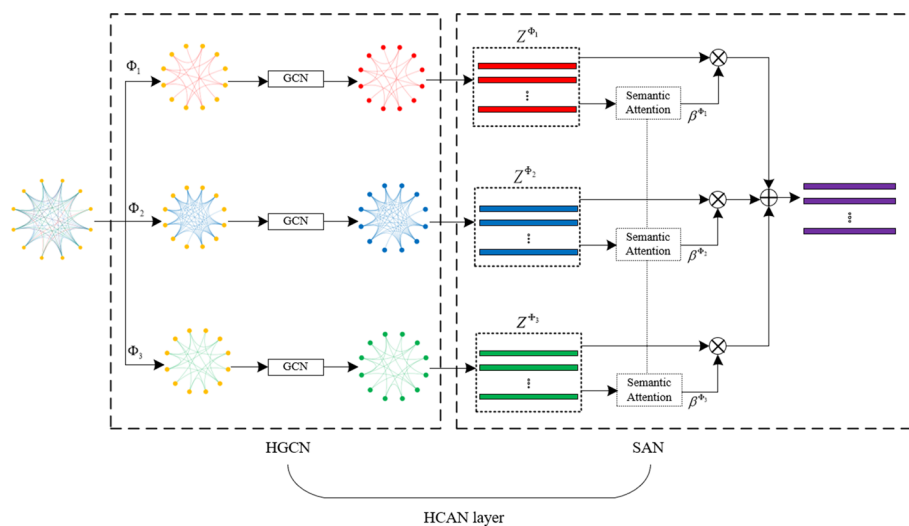 Φ₁
GCN
Z^Φ₁
Semantic
Attention
β^Φ₁
Φ₂
GCN
Z^Φ₂
Semantic
Attention
β^Φ₂
Φ₃
GCN
Z^Φ₃
Semantic
Attention
β^Φ₃
HGCN
SAN
HCAN layer